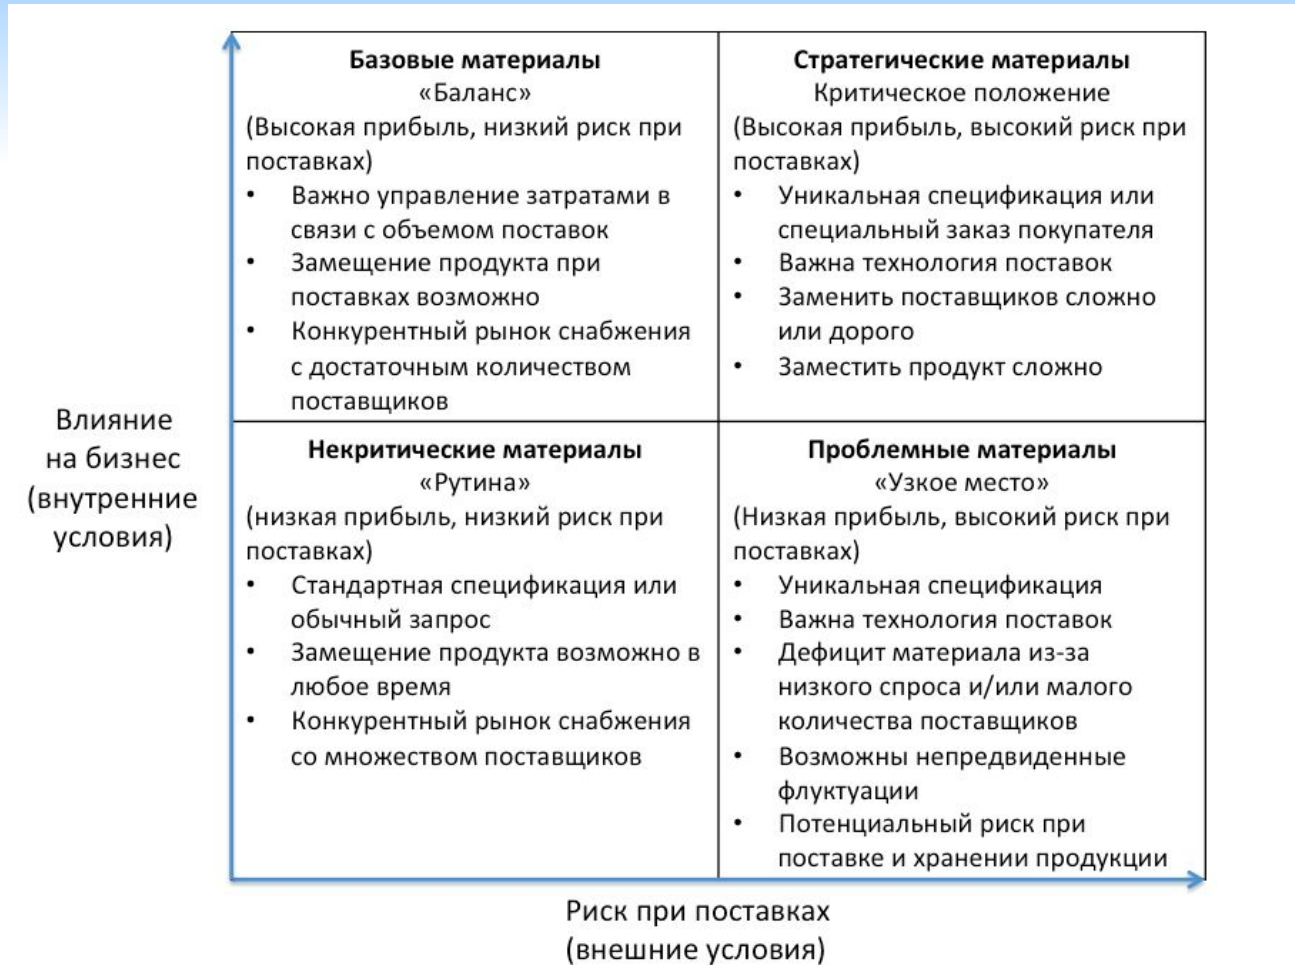 Базовые материалы
«Баланс»
(Высокая прибыль, низкий риск при
поставках)
• Важно управление затратами в
связи с объемом поставок
• Замещение продукта при
поставках возможно
• Конкурентный рынок снабжения
с достаточным количеством
поставщиков
Стратегические материалы
Критическое положение
(Высокая прибыль, высокий риск при
поставках)
• Уникальная спецификация или
специальный заказ покупателя
• Важна технология поставок
• Заменить поставщиков сложно
или дорого
• Заместить продукт сложно
Влияние
на бизнес
(внутренние
условия)
Некритические материалы
«Рутина»
(низкая прибыль, низкий риск при
поставках)
• Стандартная спецификация или
обычный запрос
• Замещение продукта возможно в
любое время
• Конкурентный рынок снабжения
со множеством поставщиков
Проблемные материалы
«Узкое место»
(Низкая прибыль, высокий риск при
поставках)
• Уникальная спецификация
• Важна технология поставок
• Дефицит материала из-за
низкого спроса и/или малого
количества поставщиков
• Возможны непредвиденные
флуктуации
• Потенциальный риск при
поставке и хранении продукции
Риск при поставках
(внешние условия)